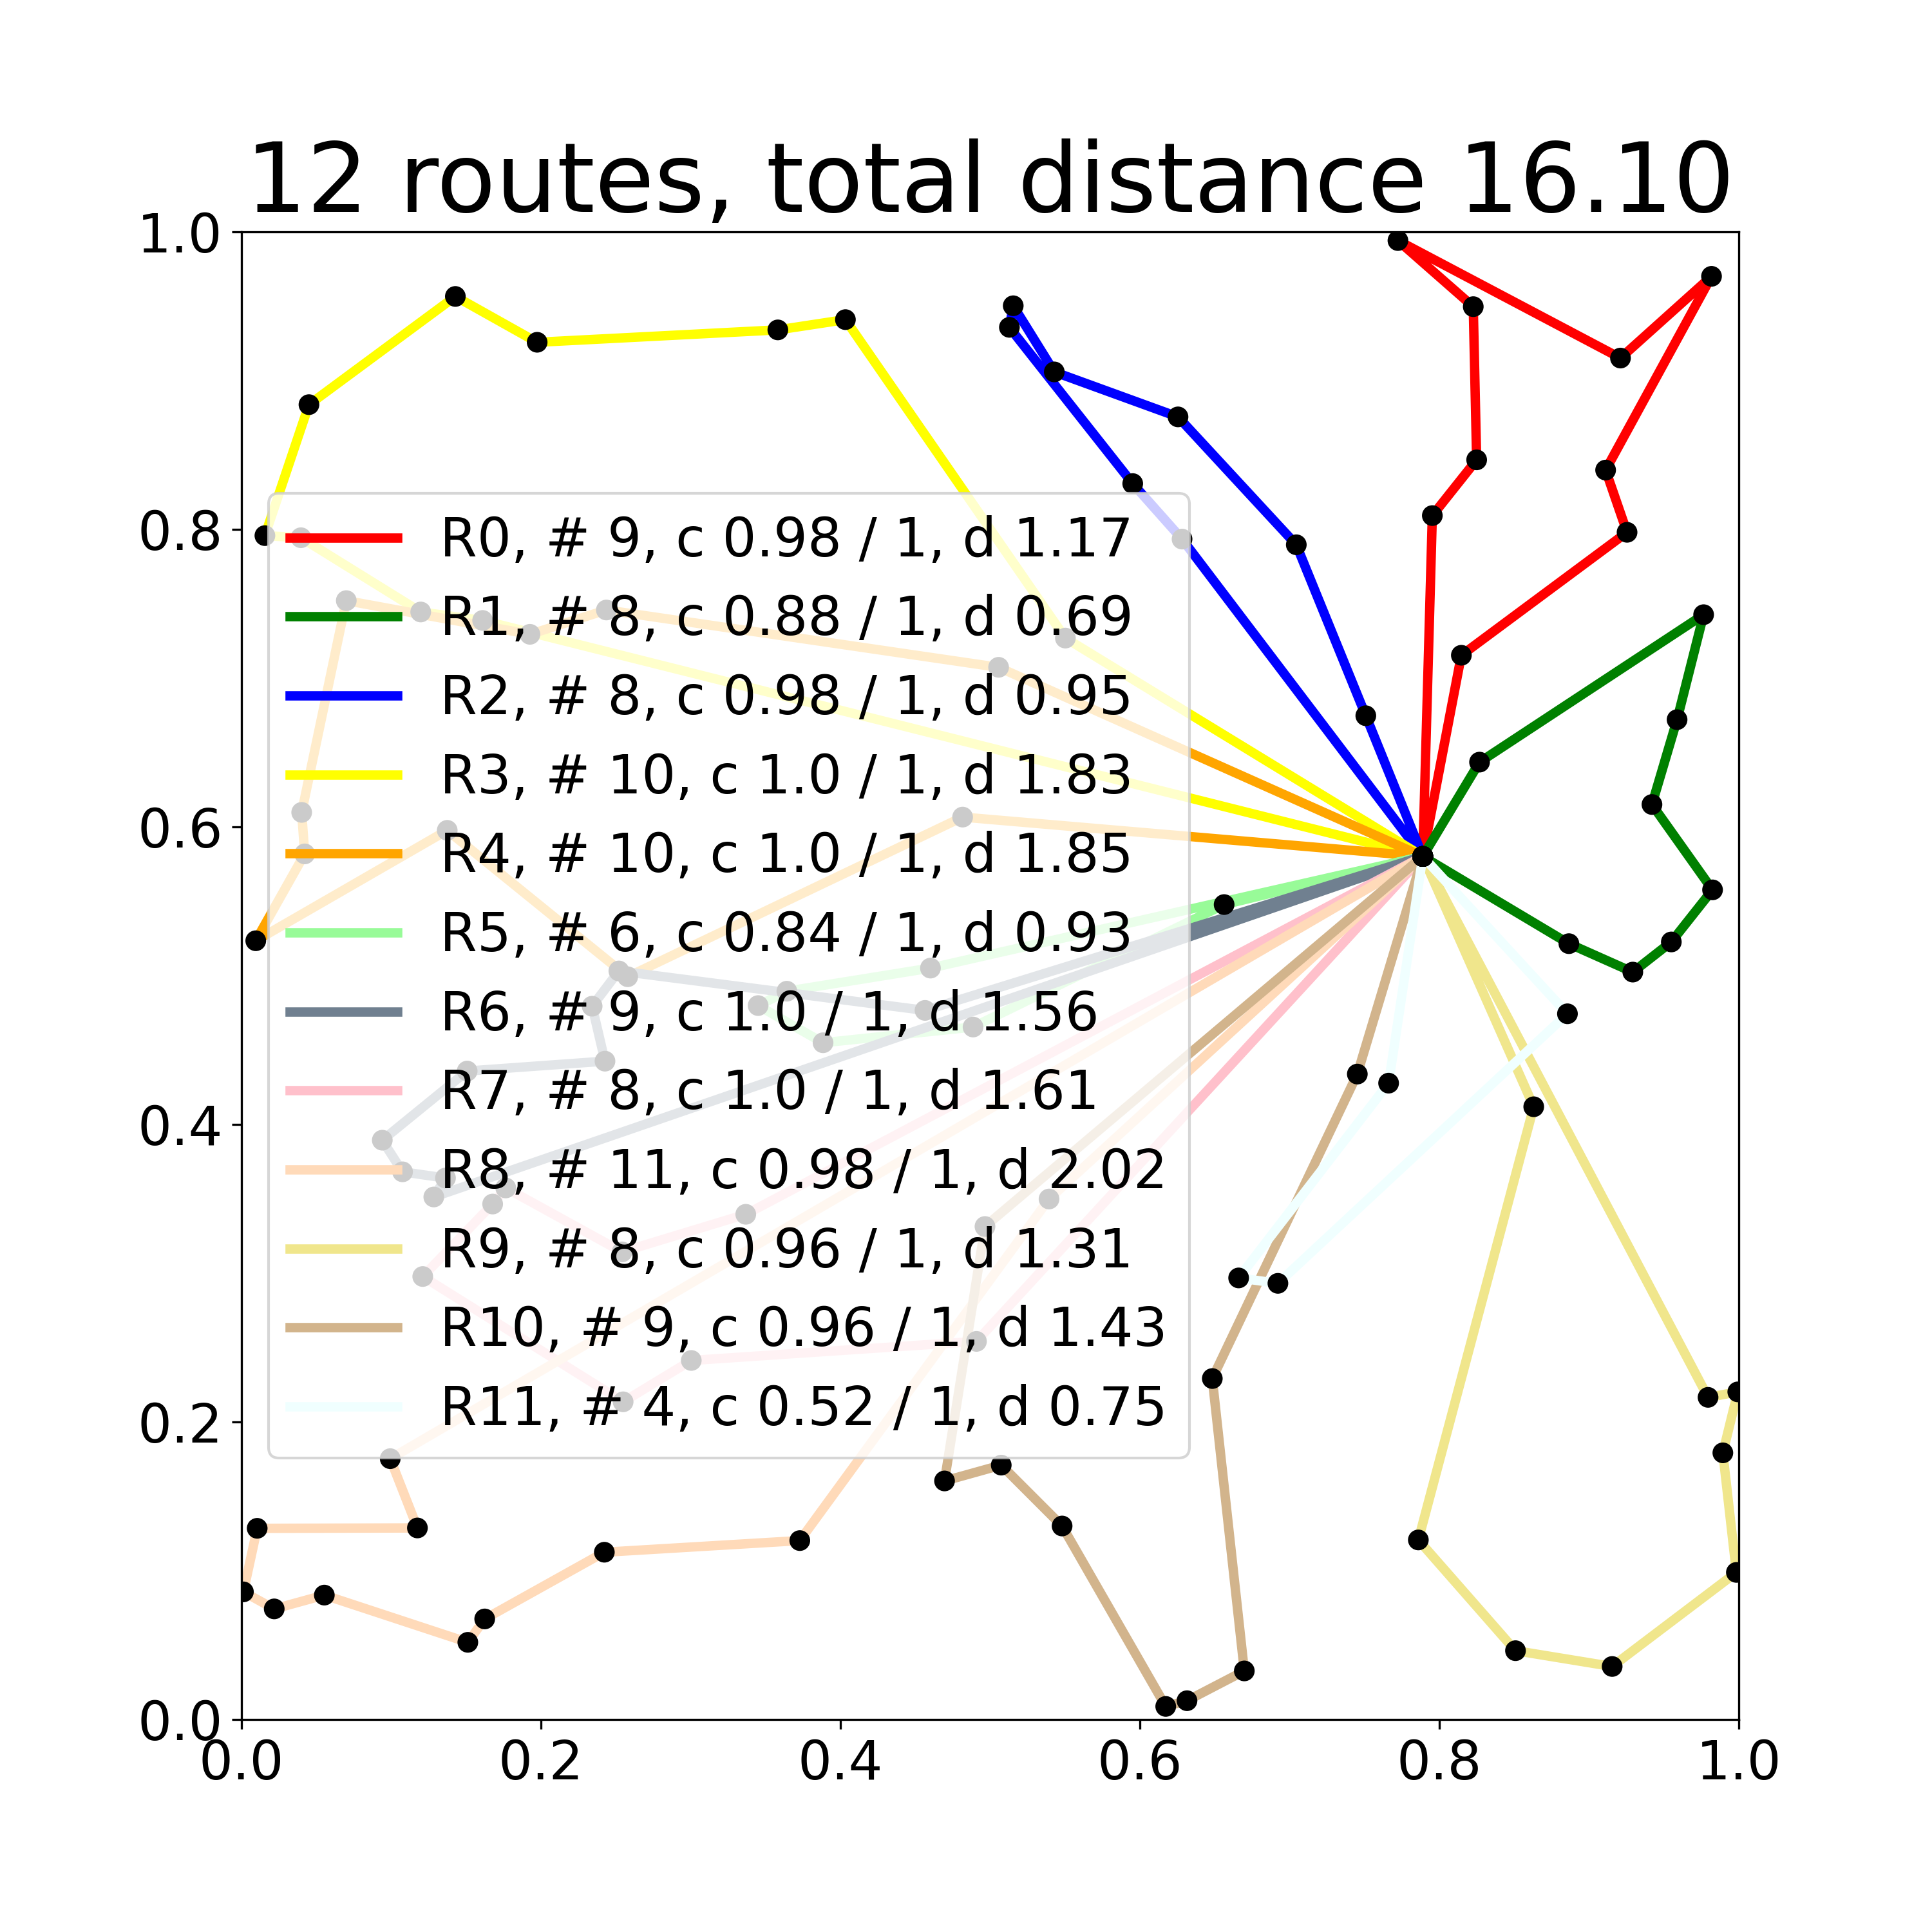 12 routes, total distance 16.10
1.0
0.8
0.6
0.4
0.2
0.0
R0, # 9, c 0.98 / 1, d 1.17
R1, # 8, c 0.88 / 1, d 0.69
R2, # 8, c 0.98 / 1, d 0.95
R3, # 10, c 1.0 / 1, d 1.83
R4, # 10, c 1.0 / 1, d 1.85
R5, # 6, c 0.84 / 1, d 0.93
R6, # 9, c 1.0 / 1, d 1.56
R7, # 8, c 1.0 / 1, d 1.61
R8, # 11, c 0.98 / 1, d 2.02
R9, # 8, c 0.96 / 1, d 1.31
R10, # 9, c 0.96 / 1, d 1.43
R11, # 4, c 0.52 / 1, d 0.75
0.0 0.2 0.4 0.6 0.8 1.0